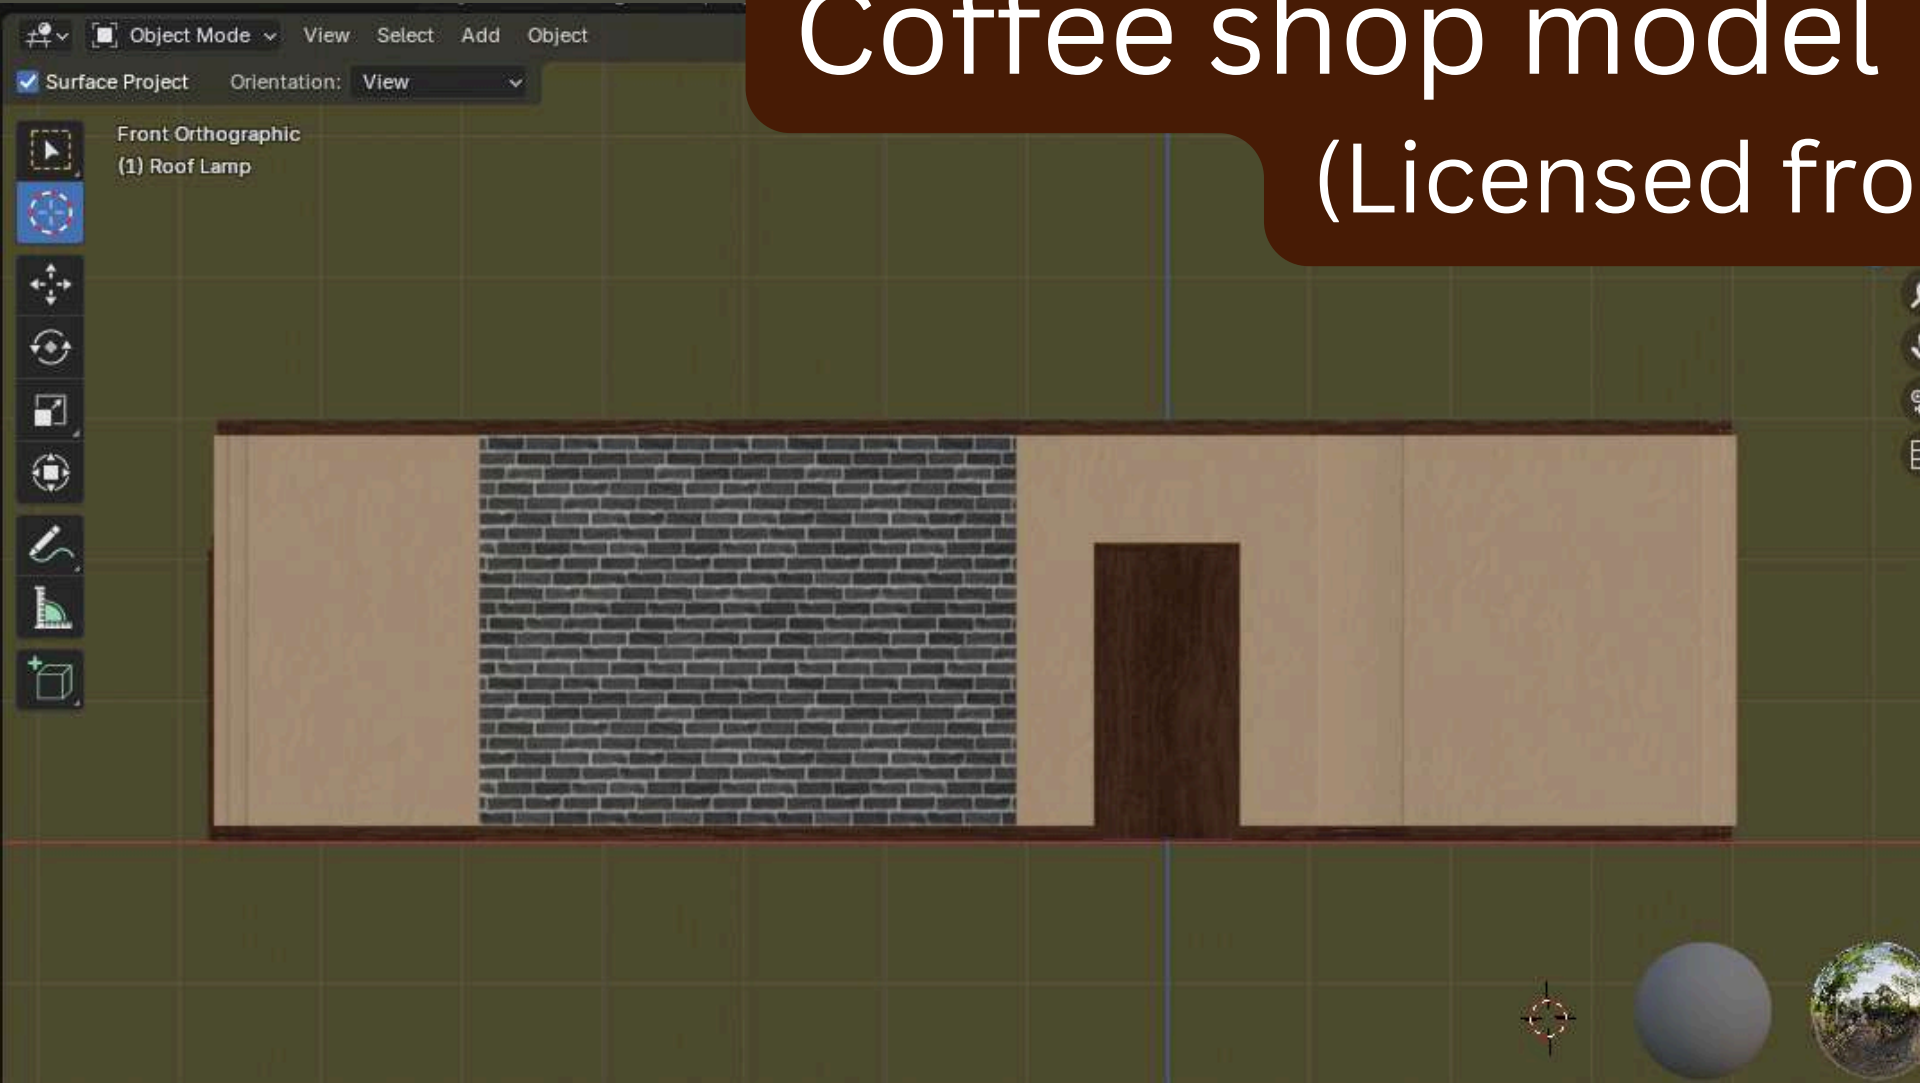 Coffee shop model
(Licensed fro
Object Mode View Select Add Object
Surface Project Orientation: View
Front Orthographic
(1) Roof Lamp